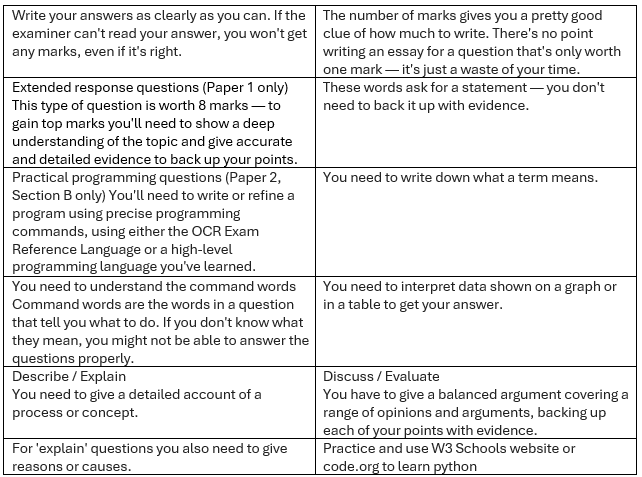 Write your answers as clearly as you can. If the
examiner can't read your answer, you won't get
any marks, even if it's right.
The number of marks gives you a pretty good
clue of how much to write. There's no point
writing an essay for a question that's only worth
one mark — it's just a waste of your time.
Extended response questions (Paper 1 only)
This type of question is worth 8 marks — to
gain top marks you'll need to show a deep
understanding of the topic and give accurate
and detailed evidence to back up your points.
These words ask for a statement — you don't
need to back it up with evidence.
Practical programming questions (Paper 2,
Section B only) You'll need to write or refine a
program using precise programming
commands, using either the OCR Exam
Reference Language or a high-level
programming language you've learned.
You need to write down what a term means.
You need to understand the command words
Command words are the words in a question
that tell you what to do. If you don't know what
they mean, you might not be able to answer the
questions properly.
You need to interpret data shown on a graph or
in a table to get your answer.
Describe / Explain
You need to give a detailed account of a
process or concept.
Discuss / Evaluate
You have to give a balanced argument covering a
range of opinions and arguments, backing up
each of your points with evidence.
For 'explain' questions you also need to give
reasons or causes.
Practice and use W3 Schools website or
code.org to learn python